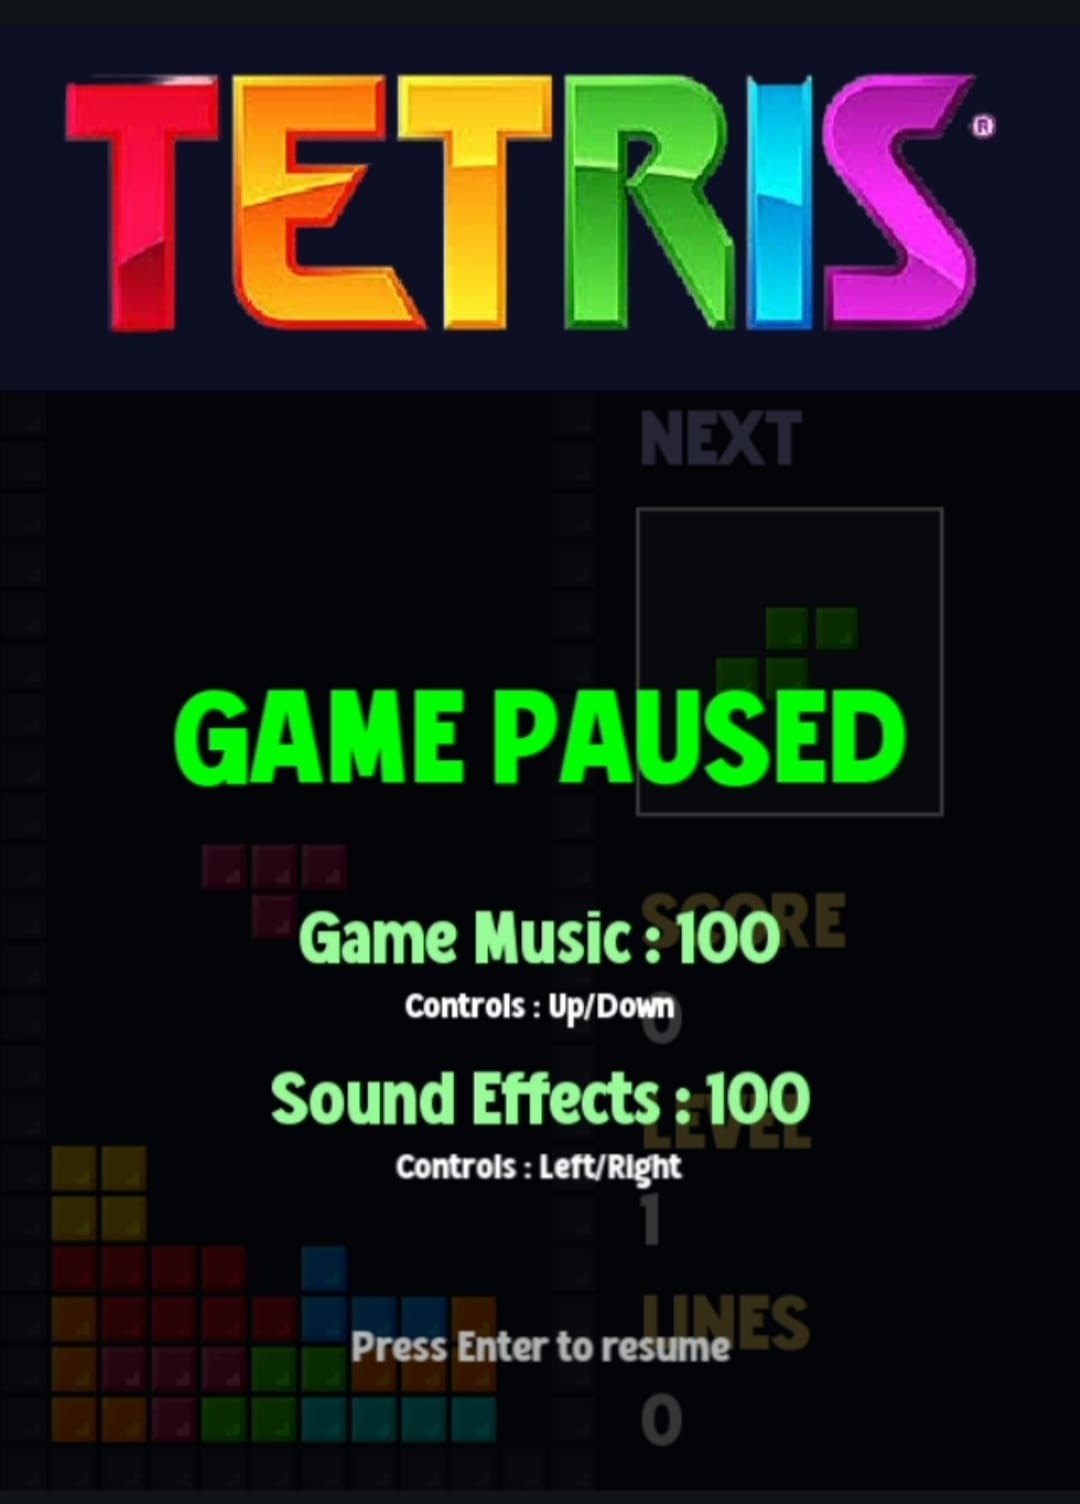 TETRIS®
NEXT
GAME PAUSED
SCORE
Game Music : 100
0
Controls : Up/Down
Sound Effects : 100
LEVEL
Controls : Left/Right
1
LINES
Press Enter to resume
0